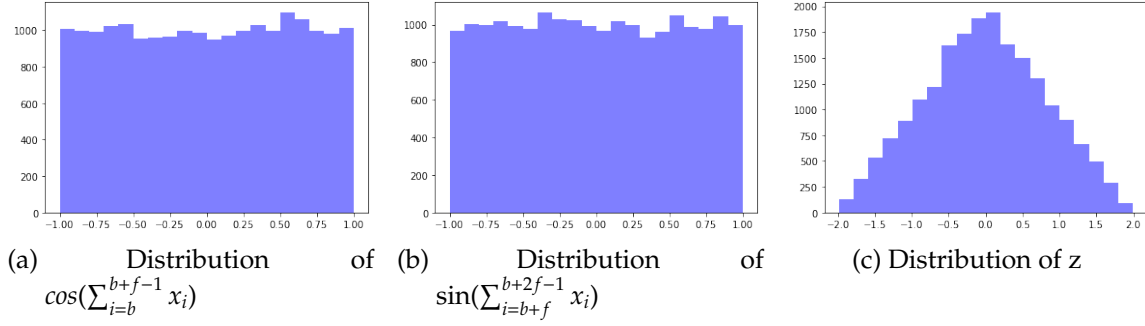 1000
800
600
400
200
0
−1.00 −0.75 −0.50 −0.25 0.00 0.25 0.50 0.75 1.00
(a) Distribution of
cos(∑_{i=b}^{b+f−1} x_i)
1000
800
600
400
200
0
−1.00 −0.75 −0.50 −0.25 0.00 0.25 0.50 0.75 1.00
(b) Distribution of
sin(∑_{i=b+f}^{b+2f−1} x_i)
2000
1750
1500
1250
1000
750
500
250
0
−2.0 −1.5 −1.0 −0.5 0.0 0.5 1.0 1.5 2.0
(c) Distribution of z